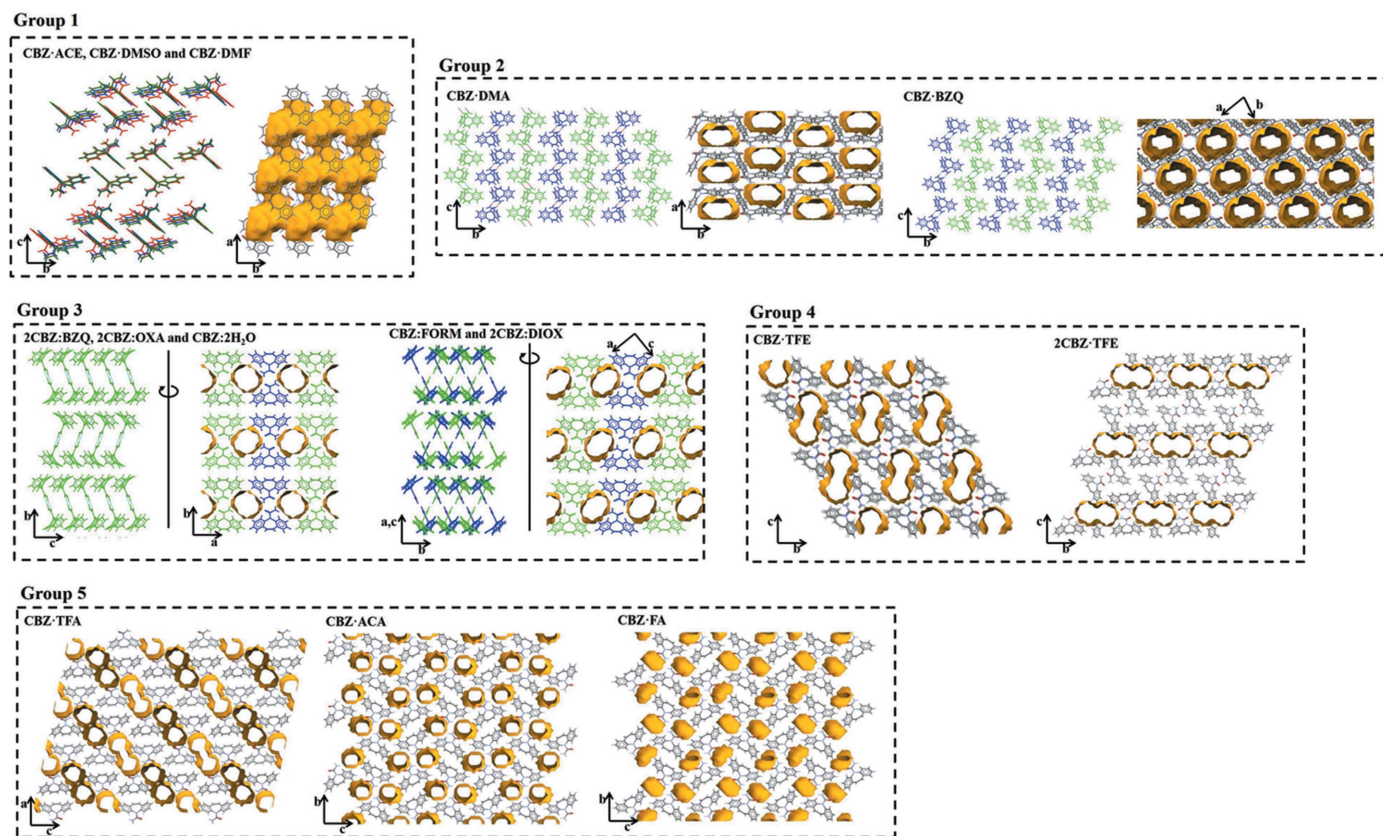 Group 1
CBZ·ACE, CBZ·DMSO and CBZ·DMF
c
b
a
b
Group 2
CBZ·DMA
c
b
a
b
CBZ·BZQ
c
b
a
b
Group 3
2CBZ:BZQ, 2CBZ:OXA and CBZ:2H₂O
b
c
b
a
CBZ:FORM and 2CBZ:DIOX
a,c
b
a
c
Group 4
CBZ·TFE
c
b
2CBZ·TFE
c
b
Group 5
CBZ·TFA
a
c
CBZ·ACA
b
c
CBZ·FA
b
c